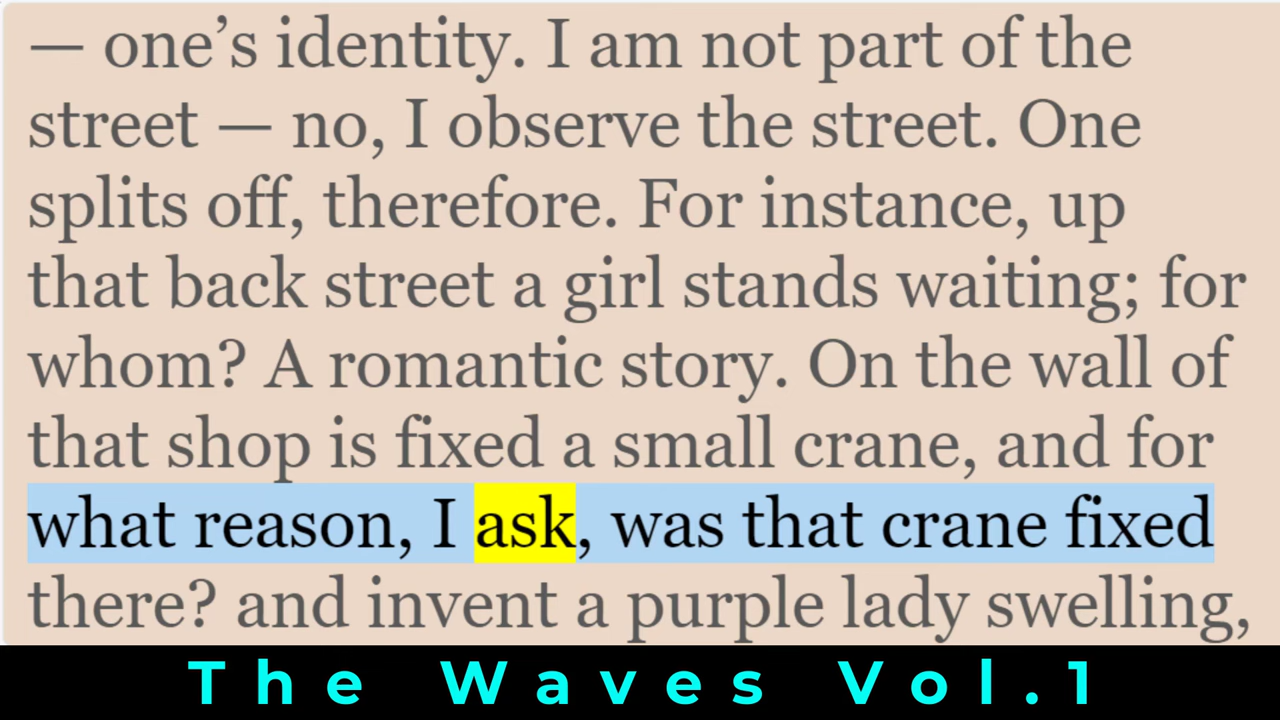 — one’s identity. I am not part of the
street — no, I observe the street. One
splits off, therefore. For instance, up
that back street a girl stands waiting; for
whom? A romantic story. On the wall of
that shop is fixed a small crane, and for
what reason, I ask, was that crane fixed
there? and invent a purple lady swelling,
The Waves Vol.1